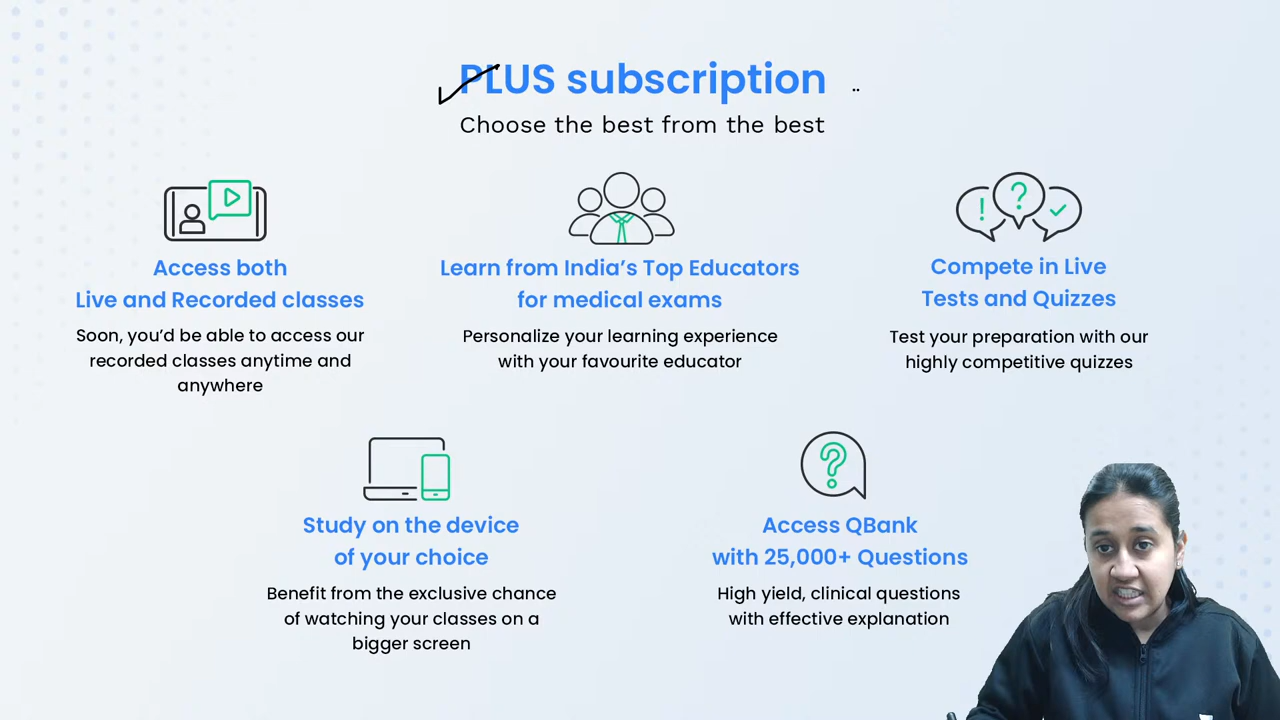 PLUS subscription
Choose the best from the best
Access both
Live and Recorded classes
Soon, you’d be able to access our
recorded classes anytime and
anywhere
Learn from India’s Top Educators
for medical exams
Personalize your learning experience
with your favourite educator
Compete in Live
Tests and Quizzes
Test your preparation with our
highly competitive quizzes
Study on the device
of your choice
Benefit from the exclusive chance
of watching your classes on a
bigger screen
Access QBank
with 25,000+ Questions
High yield, clinical questions
with effective explanation